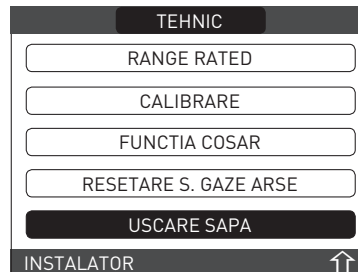 TEHNIC
RANGE RATED
CALIBRARE
FUNCTIA COSAR
RESETARE S. GAZE ARSE
USCARE SAPA
INSTALATOR